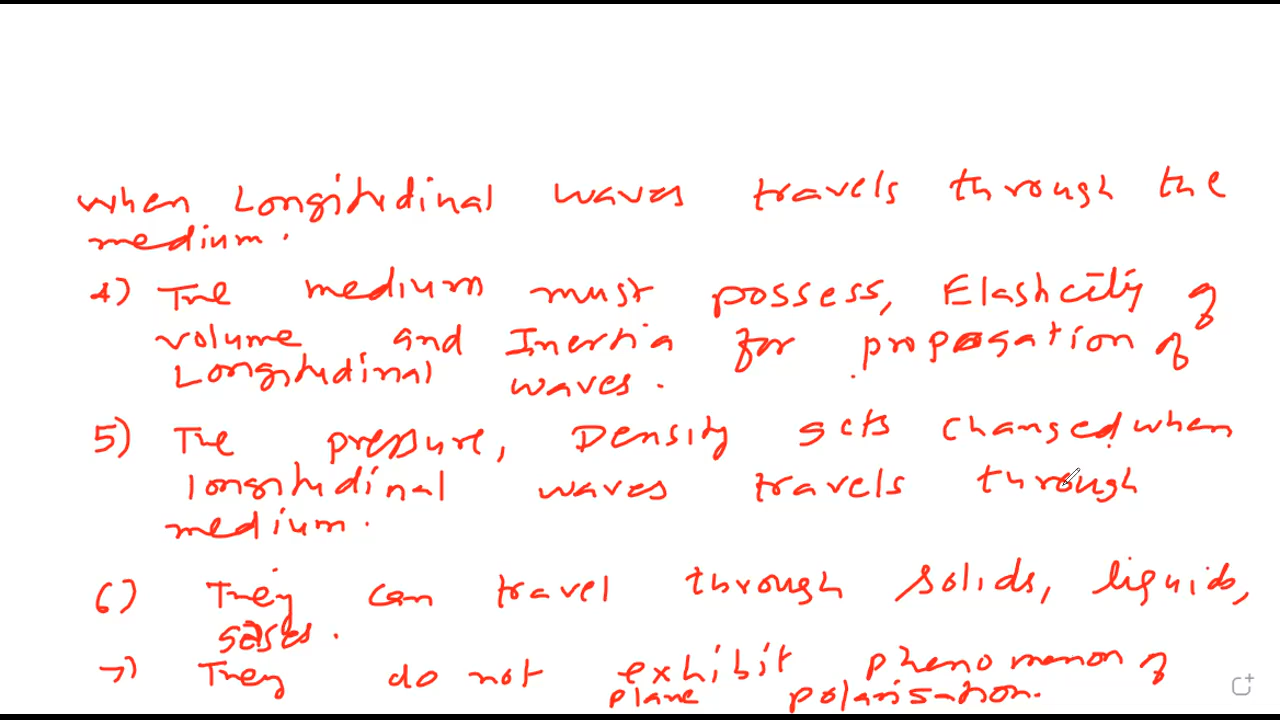 when Longitudinal waves travels through the
medium.
4) The medium must possess, Elasticity of
volume and Inertia for propagation of
Longitudinal waves.
5) The pressure, Density gets changed when
longitudinal waves travels through
medium.
6) They can travel through solids, liquids,
gases.
7) They do not exhibit phenomenon of
plane polarisation.